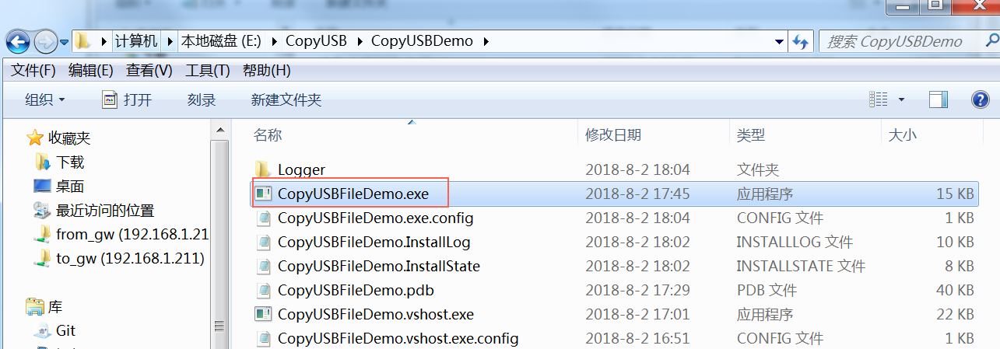 计算机 本地磁盘 (E:) CopyUSB CopyUSBDemo 搜索 CopyUSBDemo
文件(F) 编辑(E) 查看(V) 工具(T) 帮助(H)
组织 打开 刻录 新建文件夹
收藏夹
下载
桌面
最近访问的位置
from_gw (192.168.1.21
to_gw (192.168.1.211)
库
Git
名称 修改日期 类型 大小
Logger 2018-8-2 18:04 文件夹
CopyUSBFileDemo.exe 2018-8-2 17:45 应用程序 15 KB
CopyUSBFileDemo.exe.config 2018-8-2 18:04 CONFIG 文件 1 KB
CopyUSBFileDemo.InstallLog 2018-8-2 18:02 INSTALLLOG 文件 10 KB
CopyUSBFileDemo.InstallState 2018-8-2 18:02 INSTALLSTATE 文件 8 KB
CopyUSBFileDemo.pdb 2018-8-2 17:29 PDB 文件 40 KB
CopyUSBFileDemo.vshost.exe 2018-8-2 17:01 应用程序 22 KB
CopyUSBFileDemo.vshost.exe.config 2018-8-2 16:51 CONFIG 文件 1 KB